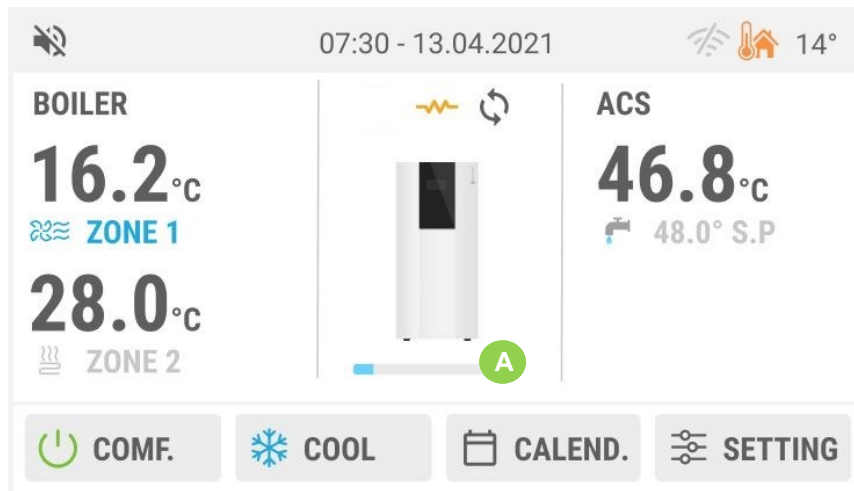 07:30 - 13.04.2021
14°
BOILER
16.2°C
ZONE 1
28.0°C
ZONE 2
A
ACS
46.8°C
48.0° S.P
COMF.
COOL
CALEND.
SETTING